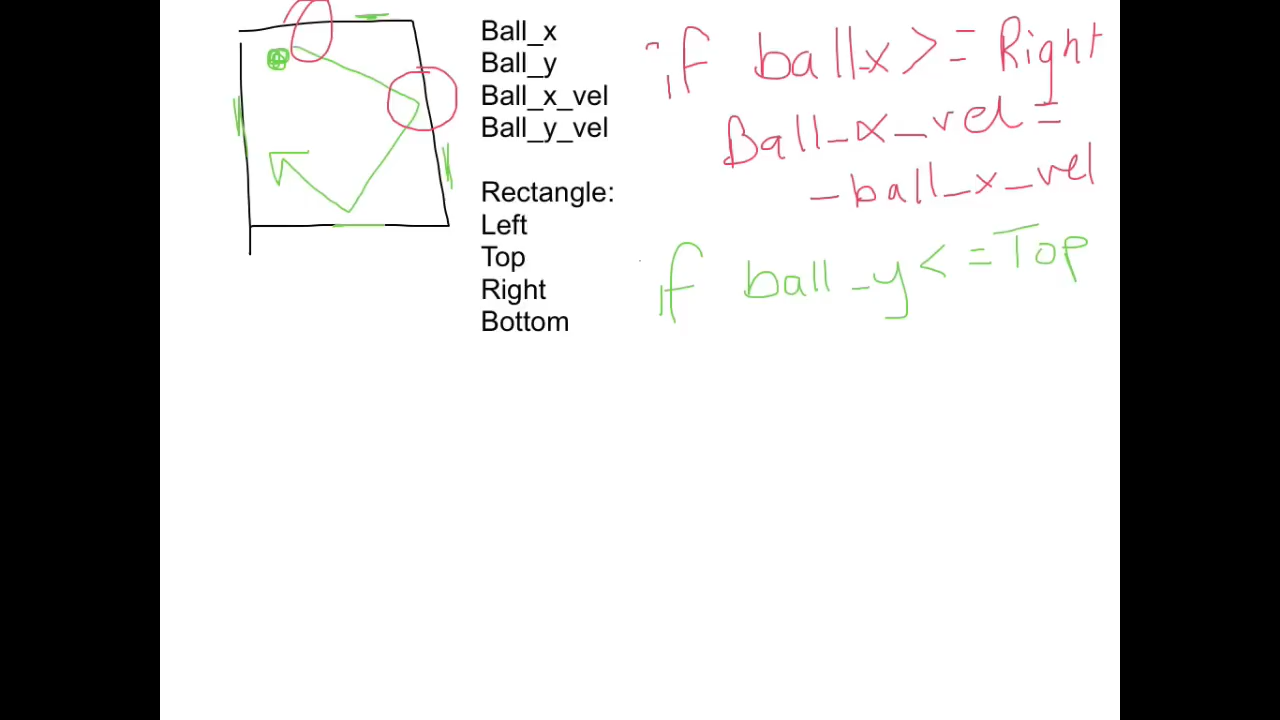 Ball_x
Ball_y
Ball_x_vel
Ball_y_vel
Rectangle:
Left
Top
Right
Bottom
if ball_x >= Right
Ball_x_vel =
-ball_x_vel
if ball_y <= Top